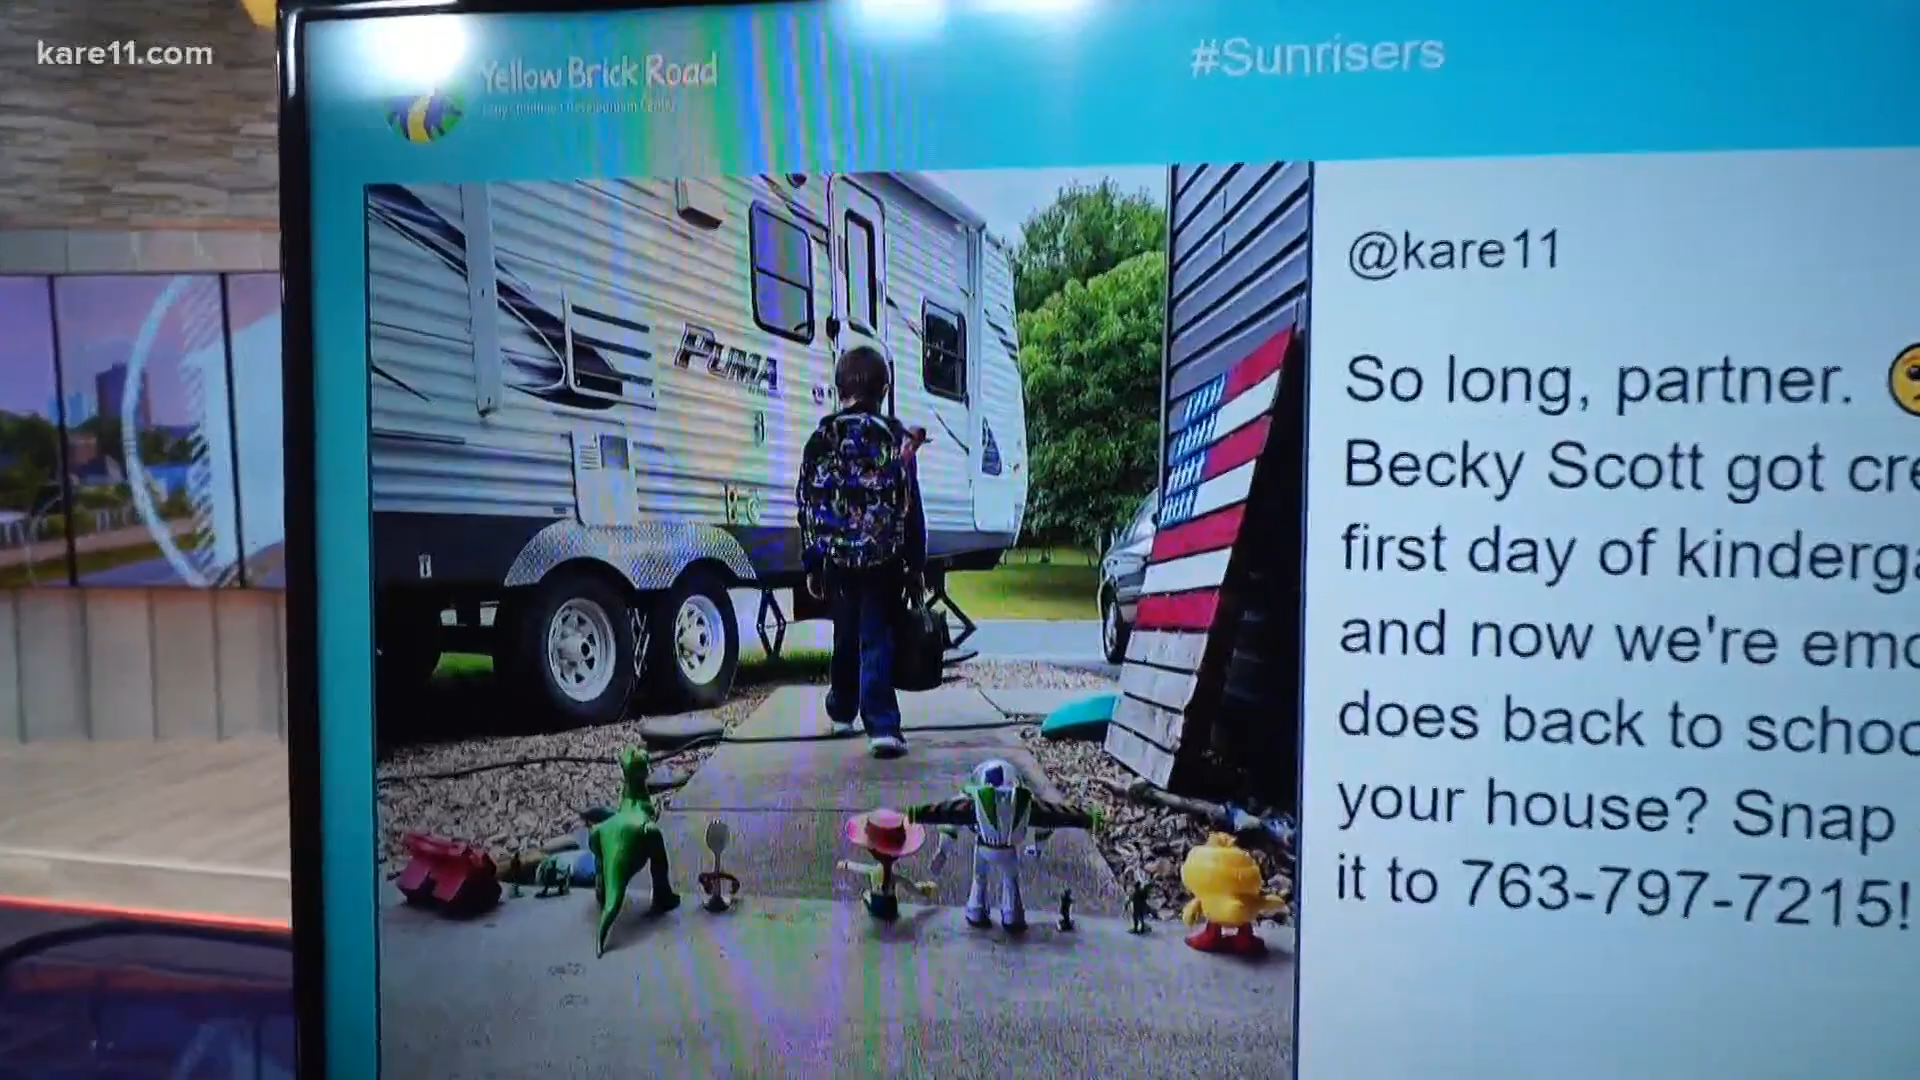 kare11.com
Yellow Brick Road
#Sunrisers
PUMA
@kare11
So long, partner.
Becky Scott got cre
first day of kinderga
and now we're emo
does back to schoo
your house? Snap
it to 763-797-7215!